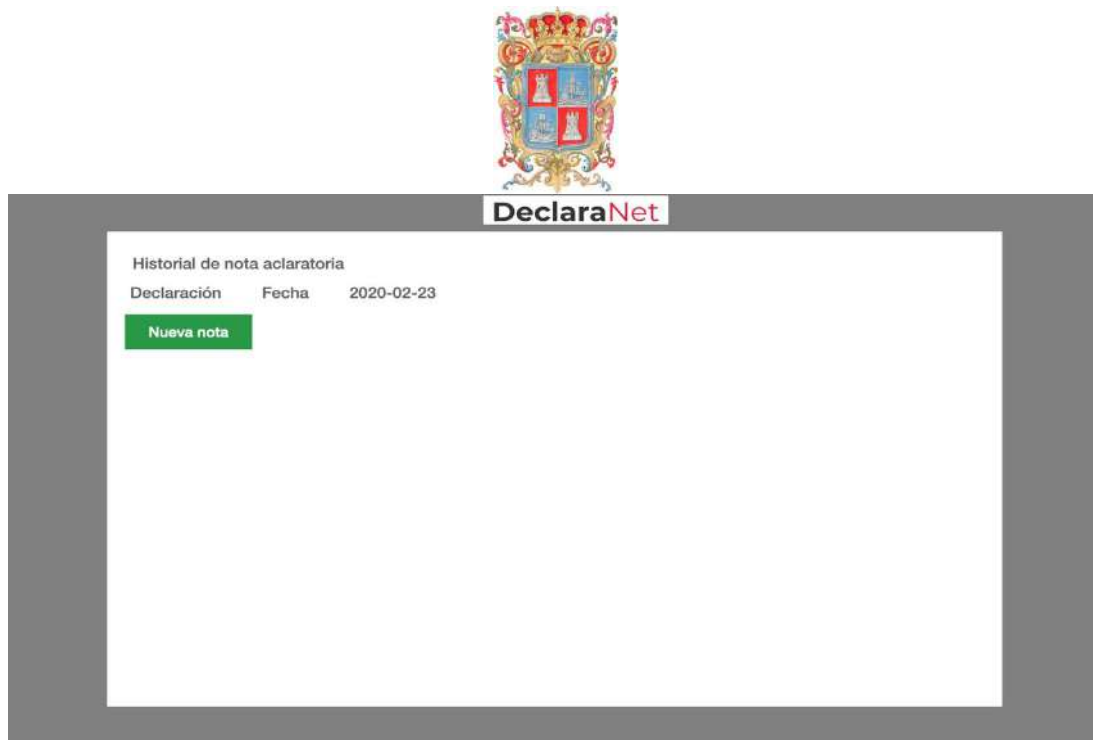 DeclaraNet
Historial de nota aclaratoria
Declaración Fecha 2020-02-23
Nueva nota